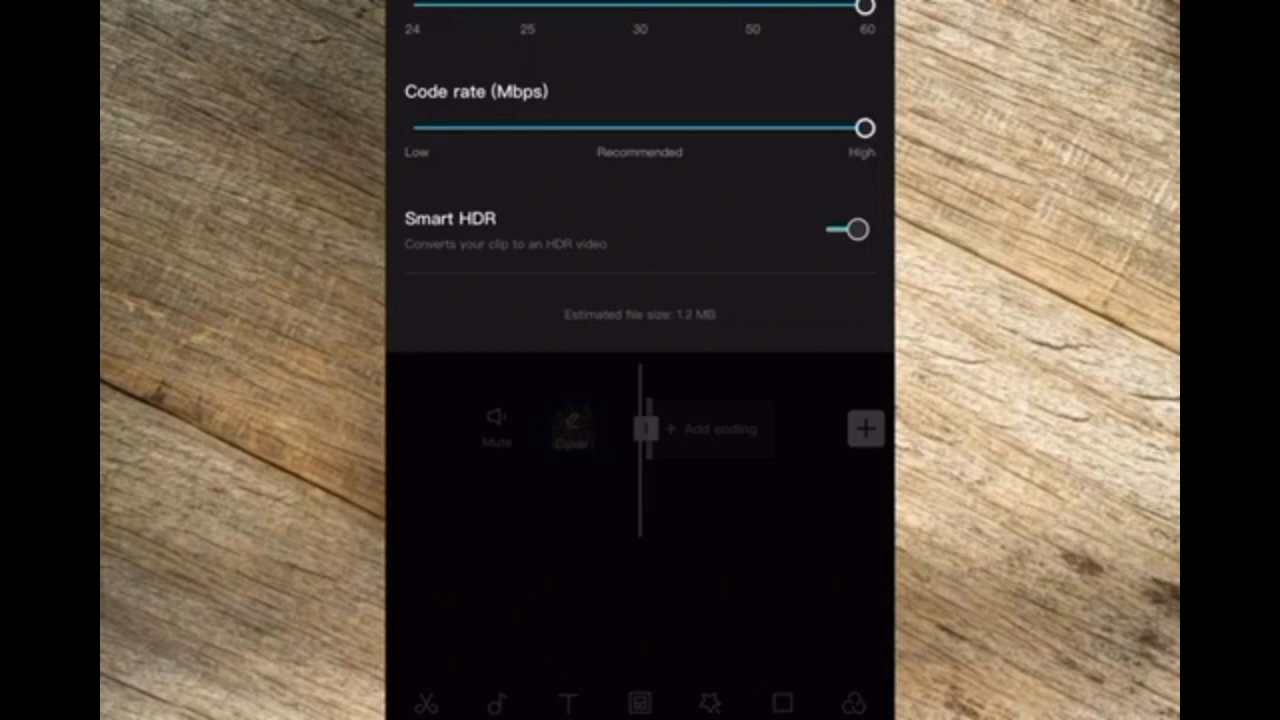 24 25 30 50 60
Code rate (Mbps)
Low Recommended High
Smart HDR
Converts your clip to an HDR video
Estimated file size: 1.2 MB
Mute Cover + Add ending